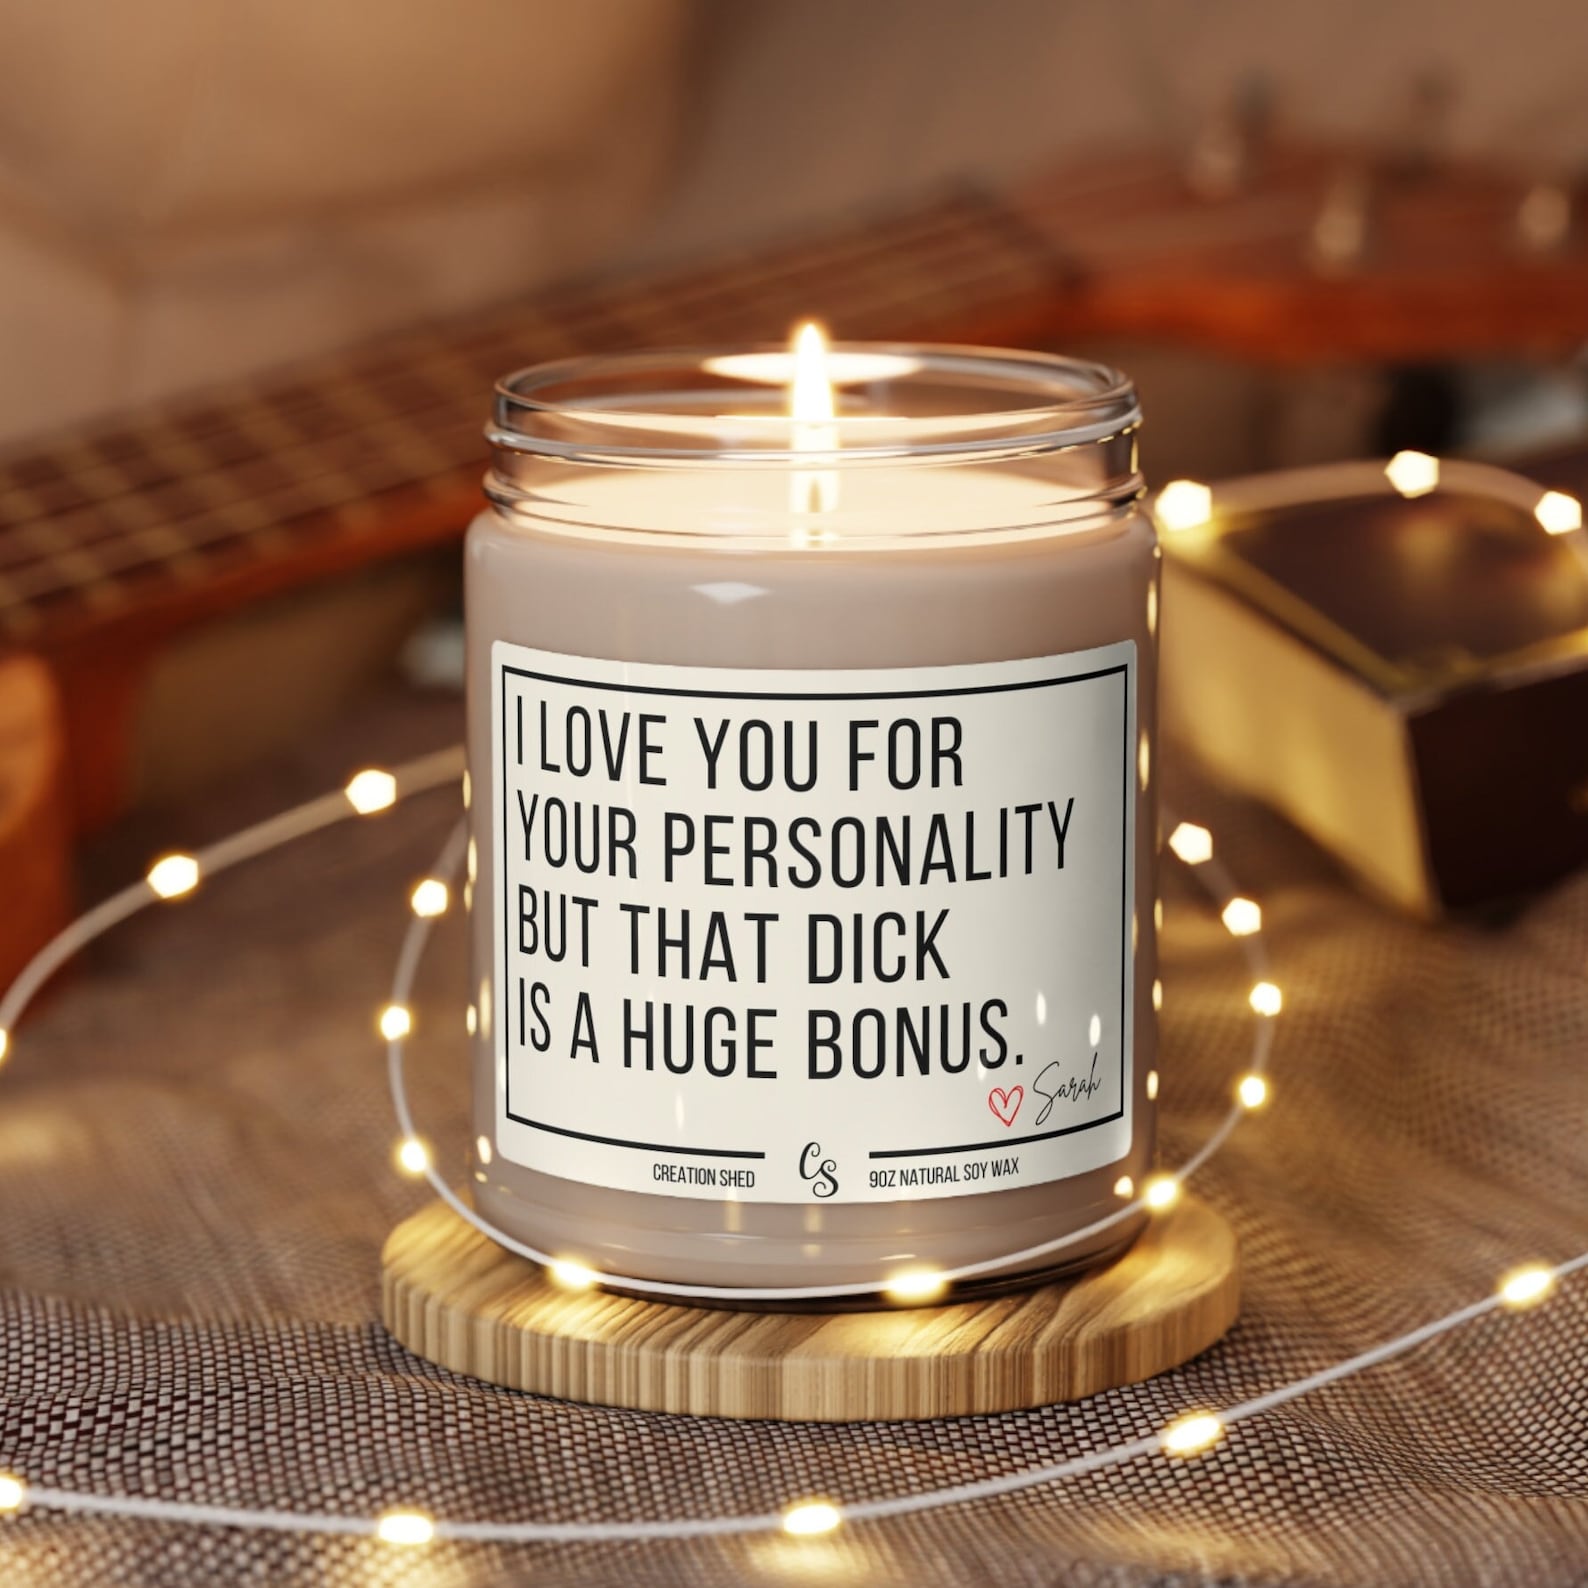 I LOVE YOU FOR
YOUR PERSONALITY
BUT THAT DICK
IS A HUGE BONUS.
Sarah
CREATION SHED
CS
9OZ NATURAL SOY WAX